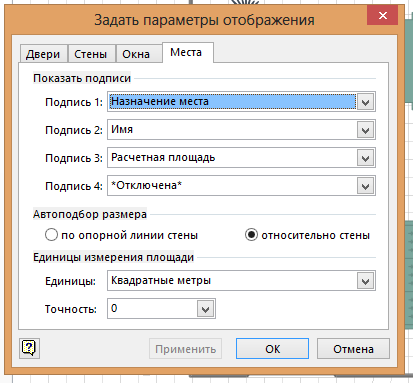 Задать параметры отображения
Двери Стены Окна Места
Показать подписи
Подпись 1: Назначение места
Подпись 2: Имя
Подпись 3: Расчетная площадь
Подпись 4: *Отключена*
Автоподбор размера
по опорной линии стены относительно стены
Единицы измерения площади
Единицы: Квадратные метры
Точность: 0
? Применить ОК Отмена